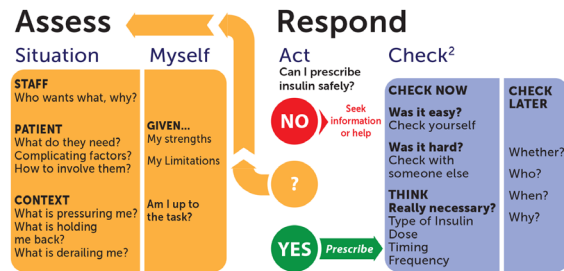 Assess
Situation
Myself
STAFF
Who wants what, why?
PATIENT
What do they need?
Complicating factors?
How to involve them?
CONTEXT
What is pressuring me?
What is holding
me back?
What is derailing me?
GIVEN...
My strengths
My Limitations
Am I up to
the task?
Respond
Act
Check²
Can I prescribe
insulin safely?
NO
Seek
information
or help
?
YES
Prescribe
CHECK NOW
Was it easy?
Check yourself
Was it hard?
Check with
someone else
THINK
Really necessary?
Type of Insulin
Dose
Timing
Frequency
CHECK
LATER
Whether?
Who?
When?
Why?